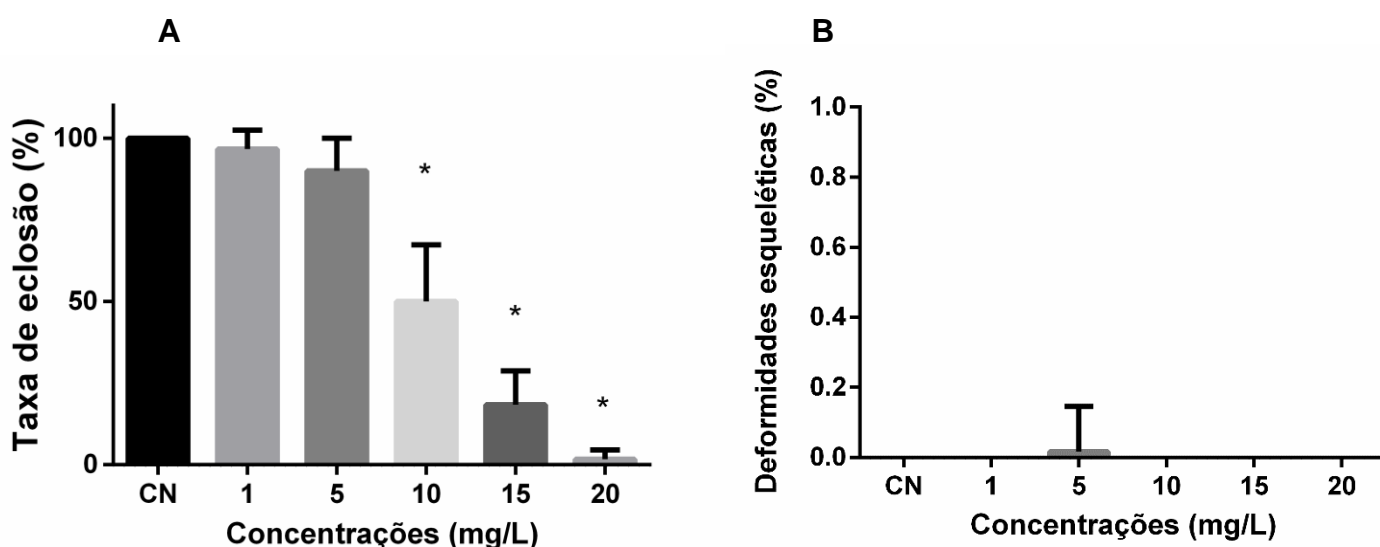 A
Taxa de eclosão (%)
100
50
0
*
*
*
CN 1 5 10 15 20
Concentrações (mg/L)
B
Deformidades esqueléticas (%)
1.0
0.8
0.6
0.4
0.2
0.0
CN 1 5 10 15 20
Concentrações (mg/L)